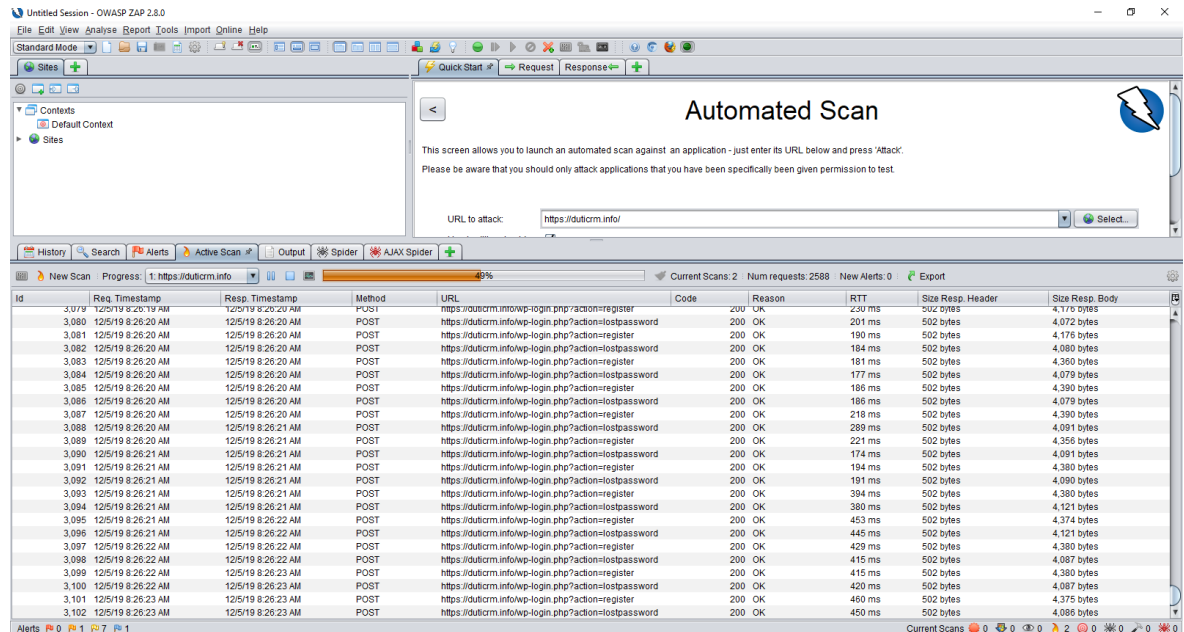 Untitled Session - OWASP ZAP 2.8.0
File Edit View Analyse Report Tools Import Online Help
Standard Mode
Sites
Quick Start Request Response
Contexts
Default Context
Sites
<
Automated Scan
This screen allows you to launch an automated scan against an application - just enter its URL below and press 'Attack'.
Please be aware that you should only attack applications that you have been specifically been given permission to test.
URL to attack: https://duticrm.info/ Select...
History Search Alerts Active Scan Output Spider AJAX Spider
New Scan Progress: 1: https://duticrm.info 49% Current Scans: 2 Num requests: 2588 New Alerts: 0 Export
Id Req. Timestamp Resp. Timestamp Method URL Code Reason RTT Size Resp. Header Size Resp. Body
3,079 12/5/19 8:26:19 AM 12/5/19 8:26:20 AM POST https://duticrm.info/wp-login.php?action=register 200 OK 230 ms 502 bytes 4,176 bytes
3,080 12/5/19 8:26:20 AM 12/5/19 8:26:20 AM POST https://duticrm.info/wp-login.php?action=lostpassword 200 OK 201 ms 502 bytes 4,072 bytes
3,081 12/5/19 8:26:20 AM 12/5/19 8:26:20 AM POST https://duticrm.info/wp-login.php?action=register 200 OK 190 ms 502 bytes 4,176 bytes
3,082 12/5/19 8:26:20 AM 12/5/19 8:26:20 AM POST https://duticrm.info/wp-login.php?action=lostpassword 200 OK 184 ms 502 bytes 4,080 bytes
3,083 12/5/19 8:26:20 AM 12/5/19 8:26:20 AM POST https://duticrm.info/wp-login.php?action=register 200 OK 181 ms 502 bytes 4,360 bytes
3,084 12/5/19 8:26:20 AM 12/5/19 8:26:20 AM POST https://duticrm.info/wp-login.php?action=lostpassword 200 OK 177 ms 502 bytes 4,079 bytes
3,085 12/5/19 8:26:20 AM 12/5/19 8:26:20 AM POST https://duticrm.info/wp-login.php?action=register 200 OK 186 ms 502 bytes 4,390 bytes
3,086 12/5/19 8:26:20 AM 12/5/19 8:26:20 AM POST https://duticrm.info/wp-login.php?action=lostpassword 200 OK 186 ms 502 bytes 4,079 bytes
3,087 12/5/19 8:26:20 AM 12/5/19 8:26:20 AM POST https://duticrm.info/wp-login.php?action=register 200 OK 218 ms 502 bytes 4,390 bytes
3,088 12/5/19 8:26:20 AM 12/5/19 8:26:21 AM POST https://duticrm.info/wp-login.php?action=lostpassword 200 OK 289 ms 502 bytes 4,091 bytes
3,089 12/5/19 8:26:20 AM 12/5/19 8:26:21 AM POST https://duticrm.info/wp-login.php?action=register 200 OK 221 ms 502 bytes 4,356 bytes
3,090 12/5/19 8:26:21 AM 12/5/19 8:26:21 AM POST https://duticrm.info/wp-login.php?action=lostpassword 200 OK 174 ms 502 bytes 4,091 bytes
3,091 12/5/19 8:26:21 AM 12/5/19 8:26:21 AM POST https://duticrm.info/wp-login.php?action=register 200 OK 194 ms 502 bytes 4,380 bytes
3,092 12/5/19 8:26:21 AM 12/5/19 8:26:21 AM POST https://duticrm.info/wp-login.php?action=lostpassword 200 OK 191 ms 502 bytes 4,090 bytes
3,093 12/5/19 8:26:21 AM 12/5/19 8:26:21 AM POST https://duticrm.info/wp-login.php?action=register 200 OK 394 ms 502 bytes 4,380 bytes
3,094 12/5/19 8:26:21 AM 12/5/19 8:26:21 AM POST https://duticrm.info/wp-login.php?action=lostpassword 200 OK 380 ms 502 bytes 4,121 bytes
3,095 12/5/19 8:26:21 AM 12/5/19 8:26:22 AM POST https://duticrm.info/wp-login.php?action=register 200 OK 453 ms 502 bytes 4,374 bytes
3,096 12/5/19 8:26:21 AM 12/5/19 8:26:22 AM POST https://duticrm.info/wp-login.php?action=lostpassword 200 OK 445 ms 502 bytes 4,121 bytes
3,097 12/5/19 8:26:22 AM 12/5/19 8:26:22 AM POST https://duticrm.info/wp-login.php?action=register 200 OK 429 ms 502 bytes 4,380 bytes
3,098 12/5/19 8:26:22 AM 12/5/19 8:26:22 AM POST https://duticrm.info/wp-login.php?action=lostpassword 200 OK 415 ms 502 bytes 4,087 bytes
3,099 12/5/19 8:26:22 AM 12/5/19 8:26:23 AM POST https://duticrm.info/wp-login.php?action=register 200 OK 415 ms 502 bytes 4,380 bytes
3,100 12/5/19 8:26:22 AM 12/5/19 8:26:23 AM POST https://duticrm.info/wp-login.php?action=lostpassword 200 OK 420 ms 502 bytes 4,087 bytes
3,101 12/5/19 8:26:23 AM 12/5/19 8:26:23 AM POST https://duticrm.info/wp-login.php?action=register 200 OK 460 ms 502 bytes 4,375 bytes
3,102 12/5/19 8:26:23 AM 12/5/19 8:26:23 AM POST https://duticrm.info/wp-login.php?action=lostpassword 200 OK 450 ms 502 bytes 4,086 bytes
Alerts 0 1 7 1 Current Scans 0 0 0 2 0 0 0 0